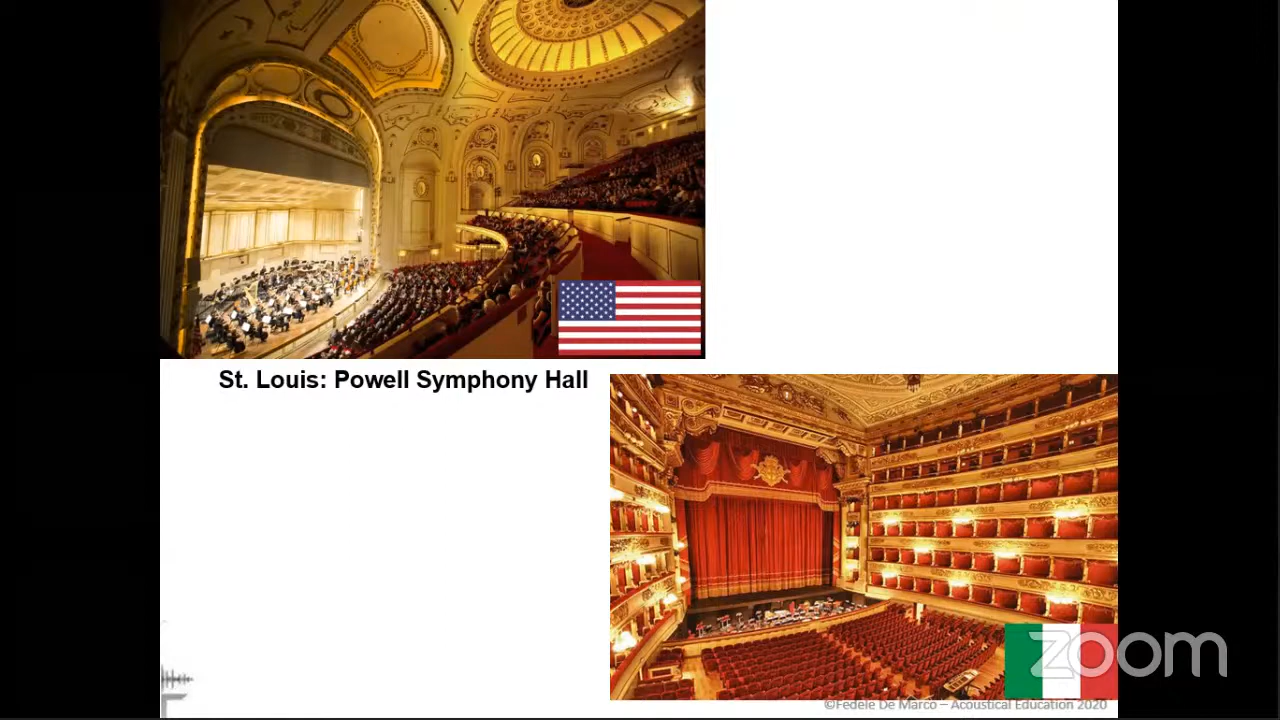 St. Louis: Powell Symphony Hall
zoom
©Fedele De Marco – Acoustical Education 2020